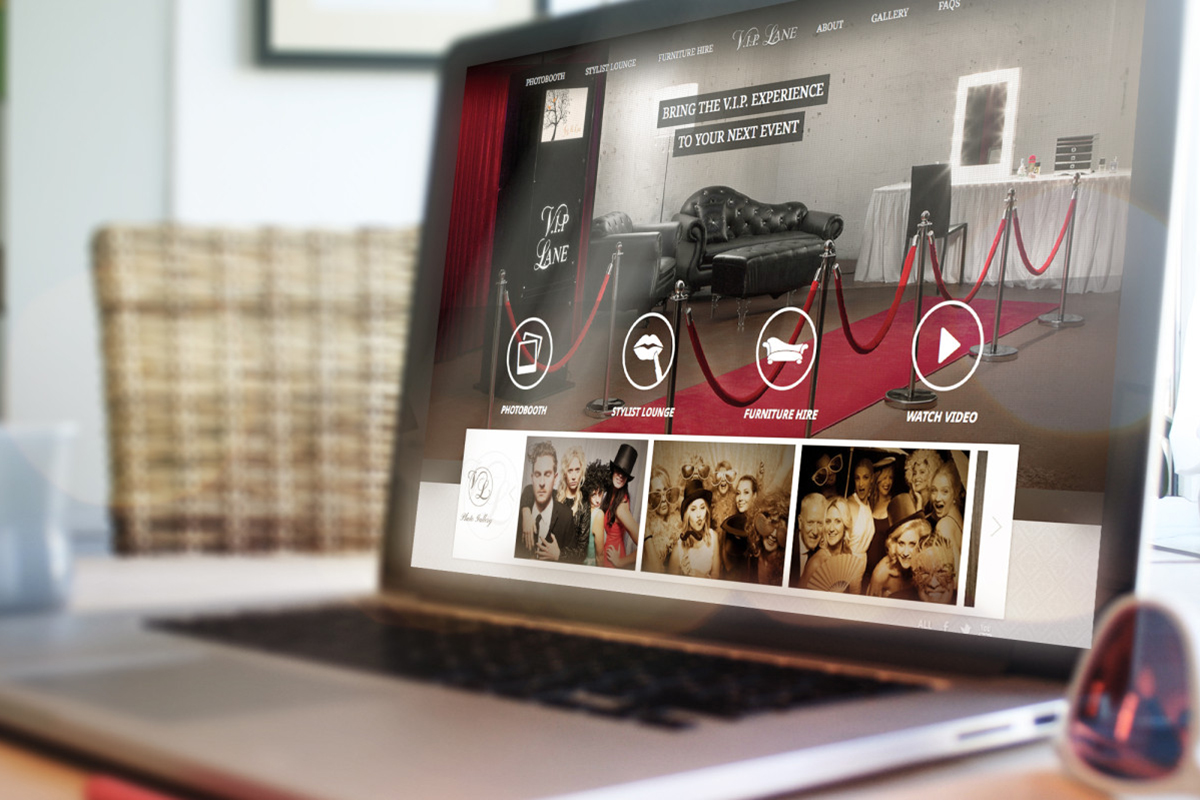 PHOTOBOOTH
STYLIST LOUNGE
FURNITURE HIRE
V.I.P. LANE
ABOUT
GALLERY
FAQS
BRING THE V.I.P. EXPERIENCE
TO YOUR NEXT EVENT
V.I.P
LANE
PHOTOBOOTH
STYLIST LOUNGE
FURNITURE HIRE
WATCH VIDEO
VL
Photo Gallery